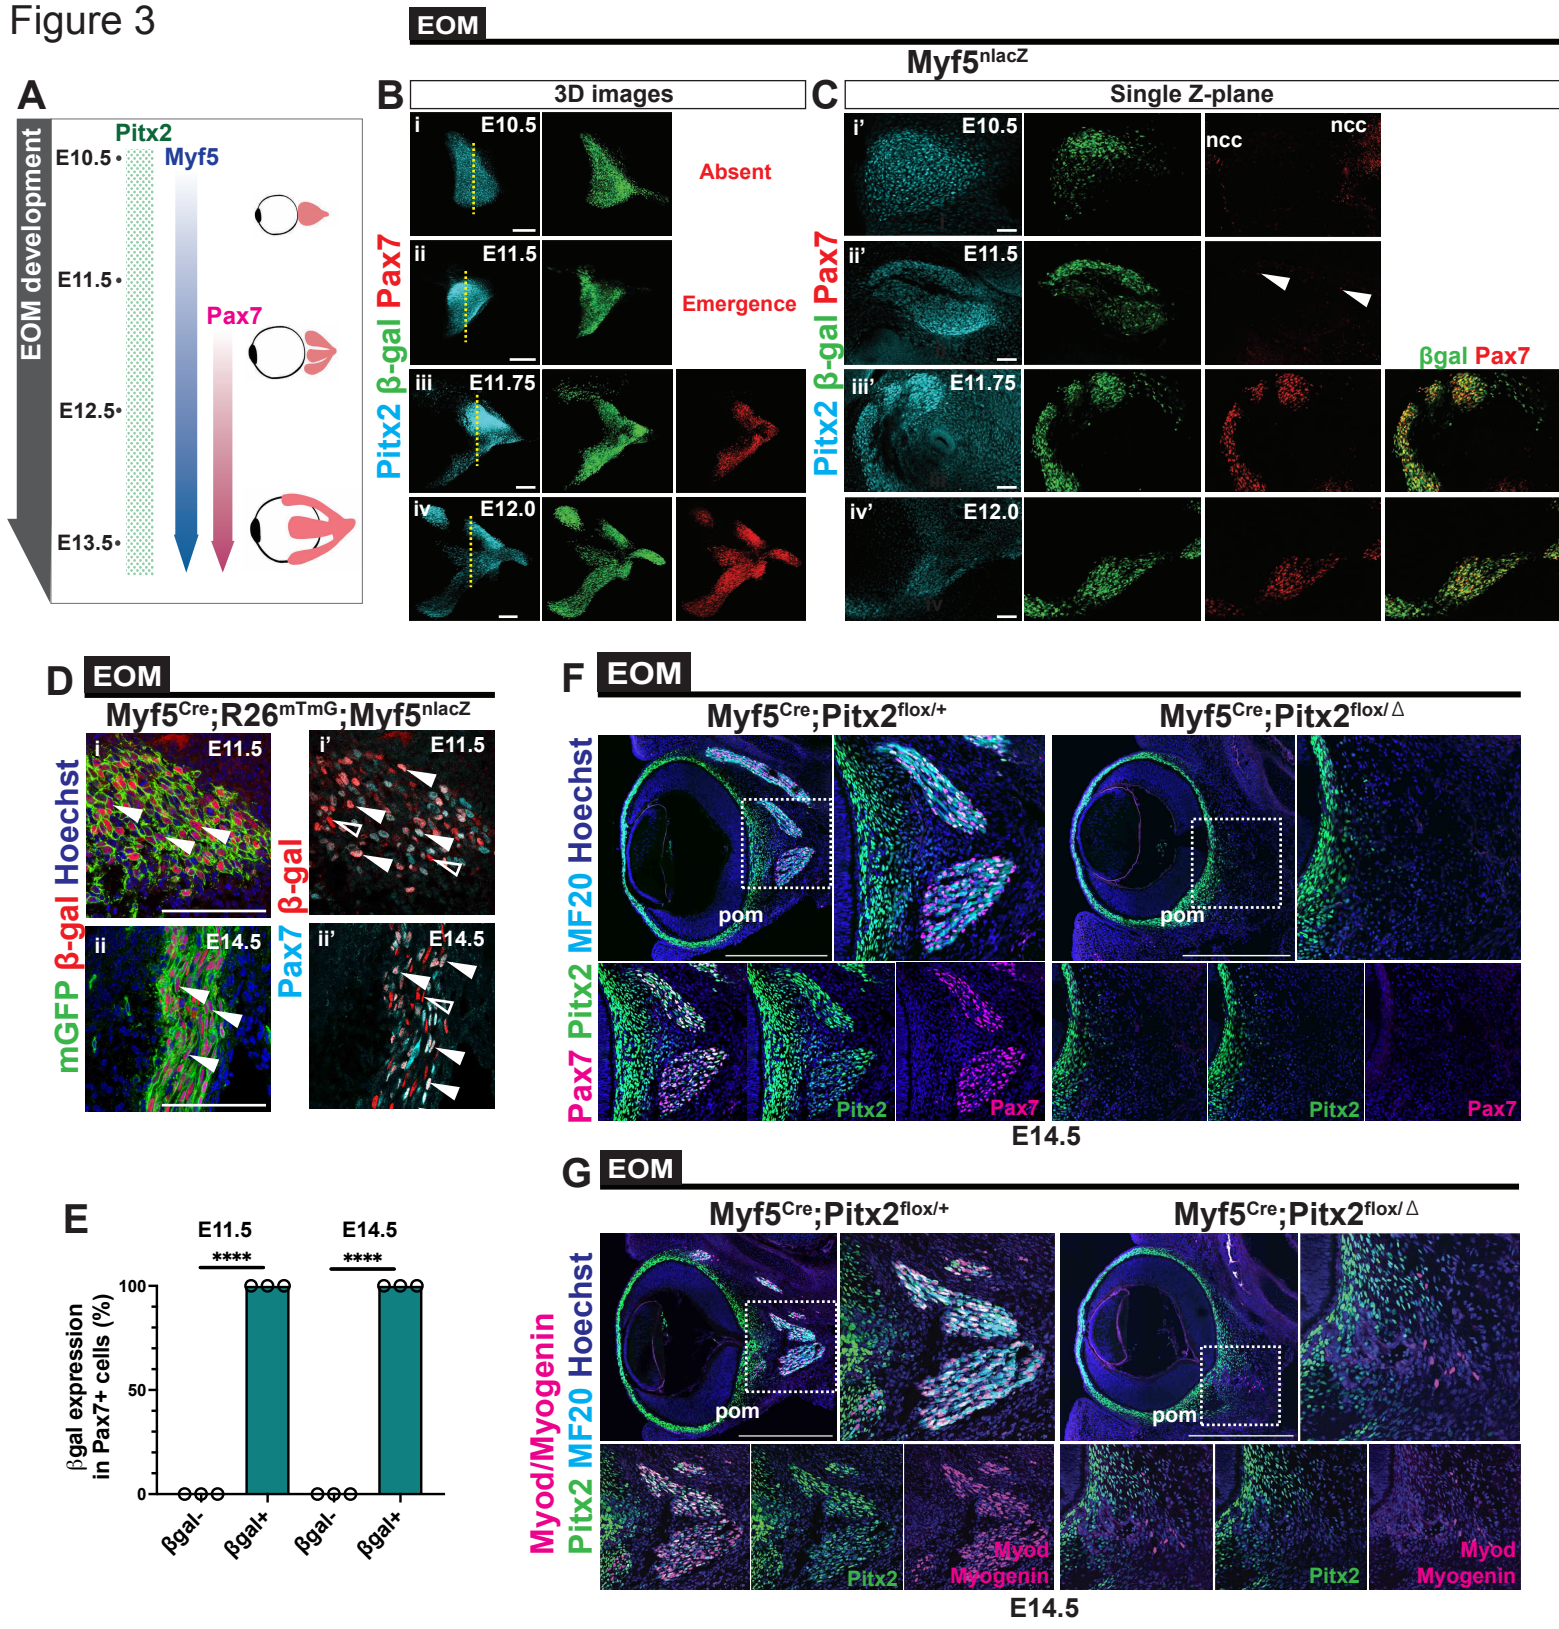 Figure 3
EOM
Myf5nlacZ
A
EOM development
Pitx2
Myf5
Pax7
E10.5
E11.5
E12.5
E13.5
B
3D images
Pitx2 β-gal Pax7
i E10.5
Absent
ii E11.5
Emergence
iii E11.75
iv E12.0
C
Single Z-plane
Pitx2 β-gal Pax7
i' E10.5
ncc
ncc
ii' E11.5
βgal Pax7
iii' E11.75
iv' E12.0
D
EOM
Myf5Cre;R26mTmG;Myf5nlacZ
mGFP β-gal Hoechst
i E11.5
ii E14.5
Pax7 β-gal
i' E11.5
ii' E14.5
E
E11.5 E14.5
**** ****
βgal expression
in Pax7+ cells (%)
100
50
0
βgal- βgal+ βgal- βgal+
F
EOM
Myf5Cre;Pitx2flox/+ Myf5Cre;Pitx2flox/Δ
Pax7 Pitx2 MF20 Hoechst
pom
pom
Pitx2
Pax7
Pitx2
Pax7
E14.5
G
EOM
Myf5Cre;Pitx2flox/+ Myf5Cre;Pitx2flox/Δ
Myod/Myogenin
Pitx2 MF20 Hoechst
pom
pom
Pitx2
Myod
Myogenin
Pitx2
Myod
Myogenin
E14.5